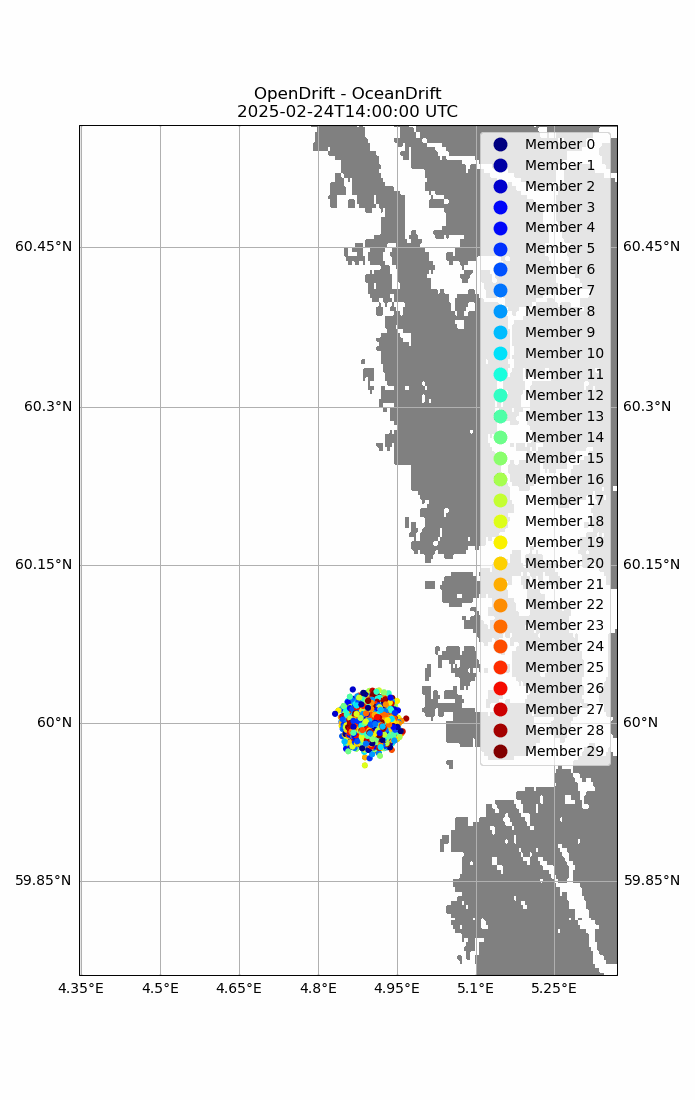 OpenDrift - OceanDrift
2025-02-24T14:00:00 UTC
Member 0
Member 1
Member 2
Member 3
Member 4
Member 5
Member 6
Member 7
Member 8
Member 9
Member 10
Member 11
Member 12
Member 13
Member 14
Member 15
Member 16
Member 17
Member 18
Member 19
Member 20
Member 21
Member 22
Member 23
Member 24
Member 25
Member 26
Member 27
Member 28
Member 29
60.45°N 60.45°N
60.3°N 60.3°N
60.15°N 60.15°N
60°N 60°N
59.85°N 59.85°N
4.35°E 4.5°E 4.65°E 4.8°E 4.95°E 5.1°E 5.25°E